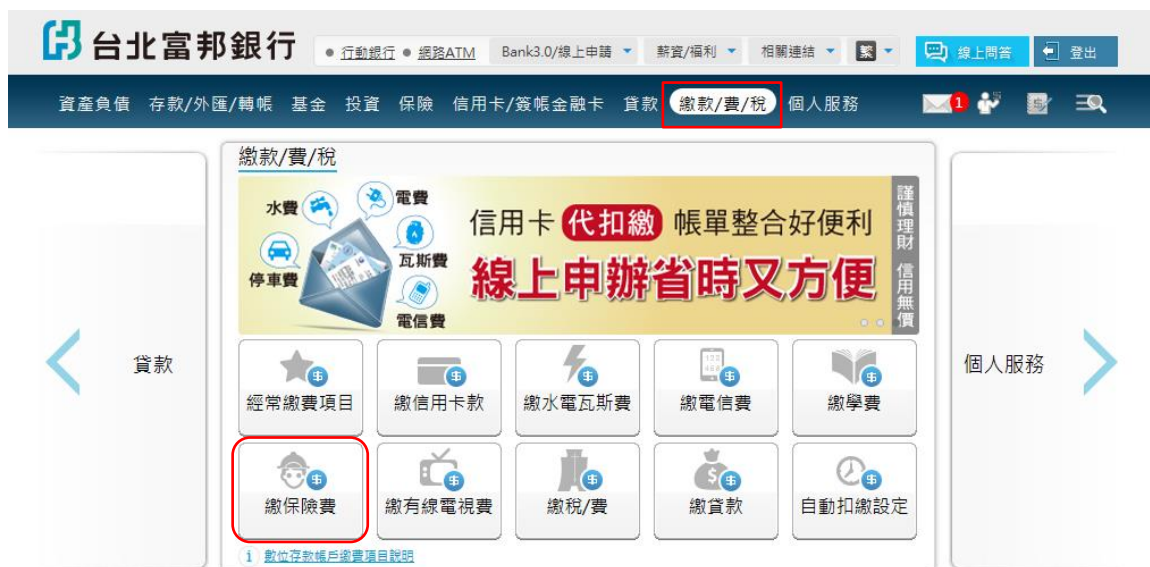 台北富邦銀行
行動銀行 網路ATM Bank3.0/線上申請 薪資/福利 相關連結 繁 線上問答 登出
資產負債 存款/外匯/轉帳 基金 投資 保險 信用卡/簽帳金融卡 貸款 繳款/費/稅 個人服務 1
繳款/費/稅
水費 電費
瓦斯費
停車費
電信費
信用卡 代扣繳 帳單整合好便利
線上申辦省時又方便
謹慎理財 信用無價
貸款
個人服務
經常繳費項目 繳信用卡款 繳水電瓦斯費 繳電信費 繳學費
繳保險費 繳有線電視費 繳稅/費 繳貸款 自動扣繳設定
數位存款帳戶繳費項目說明